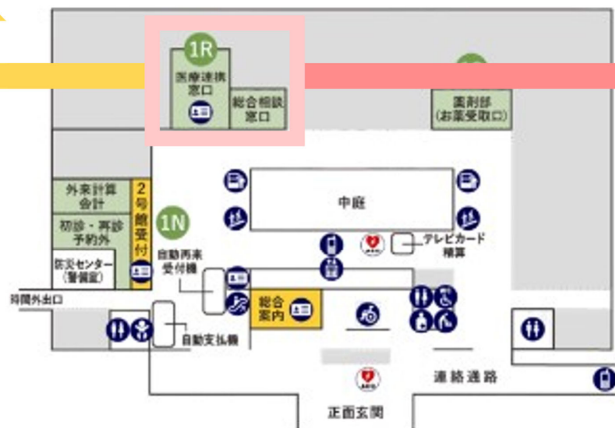 1R
医療連携
窓口
総合相談
窓口
薬剤部
(お薬受取口)
外来計算
会計
2号館受付
初診・再診
予約外
防災センター
(警備室)
1N
自動再来
受付機
中庭
テレビカード
精算
時間外出口
総合
案内
自動支払機
連絡通路
正面玄関